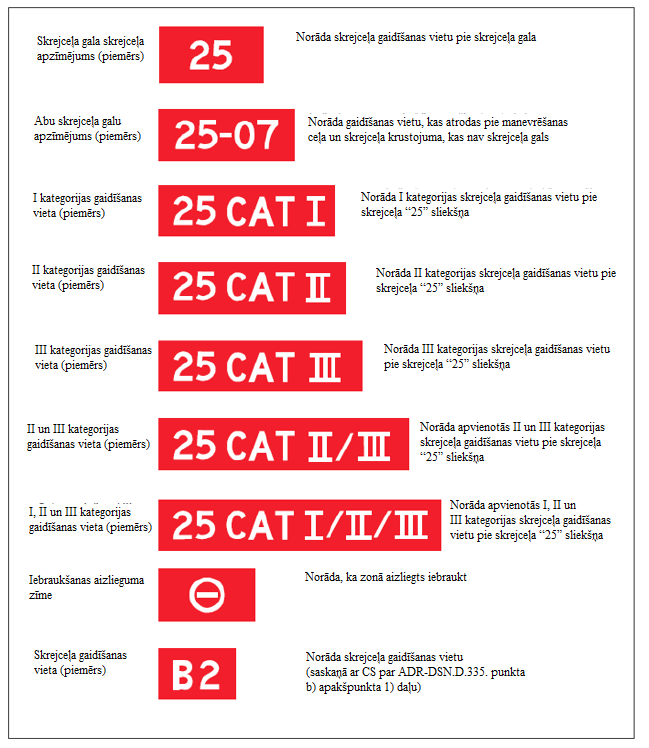 Skrejceļa gala skrejceļa
apzīmējums (piemērs)
25
Norāda skrejceļa gaidīšanas vietu pie skrejceļa gala
Abu skrejceļa galu
apzīmējums (piemērs)
25-07
Norāda gaidīšanas vietu, kas atrodas pie manevrēšanas
ceļa un skrejceļa krustojuma, kas nav skrejceļa gals
I kategorijas gaidīšanas
vieta (piemērs)
25 CAT I
Norāda I kategorijas skrejceļa gaidīšanas vietu pie
skrejceļa “25” sliekšņa
II kategorijas gaidīšanas
vieta (piemērs)
25 CAT II
Norāda II kategorijas skrejceļa gaidīšanas vietu pie
skrejceļa “25” sliekšņa
III kategorijas gaidīšanas
vieta (piemērs)
25 CAT III
Norāda III kategorijas skrejceļa gaidīšanas vietu
pie skrejceļa “25” sliekšņa
II un III kategorijas
gaidīšanas vieta (piemērs)
25 CAT II/III
Norāda apvienotās II un III kategorijas
skrejceļa gaidīšanas vietu pie skrejceļa
“25” sliekšņa
I, II un III kategorijas
gaidīšanas vieta (piemērs)
25 CAT I/II/III
Norāda apvienotās I, II un
III kategorijas skrejceļa gaidīšanas
vietu pie skrejceļa “25” sliekšņa
Iebraukšanas aizlieguma
zīme
Norāda, ka zonā aizliegts iebraukt
Skrejceļa gaidīšanas
vieta (piemērs)
B2
Norāda skrejceļa gaidīšanas vietu
(saskaņā ar CS par ADR-DSN.D.335. punkta
b) apakšpunkta 1) daļu)